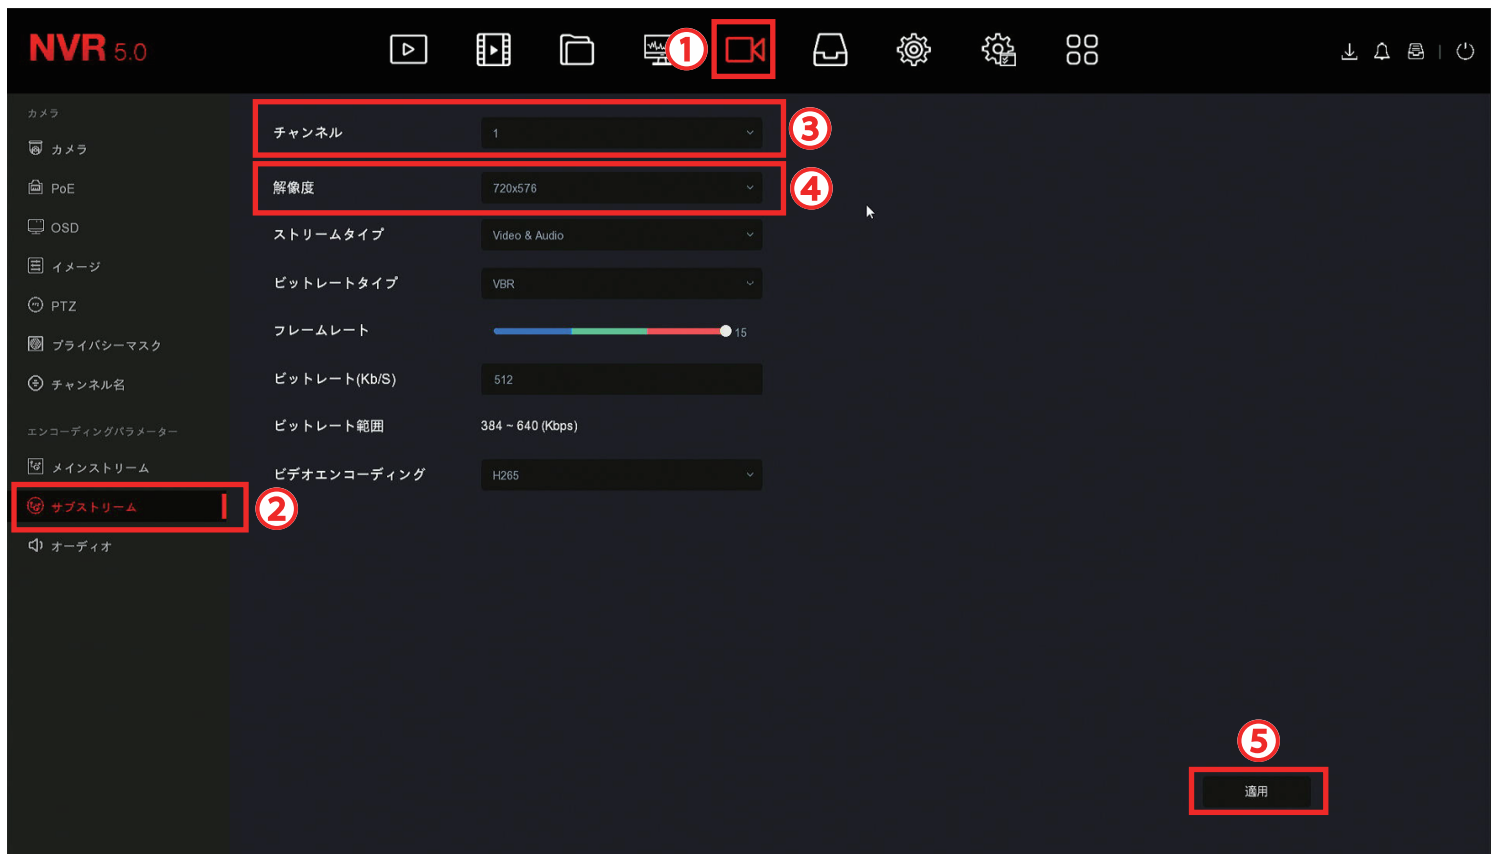 NVR 5.0
①
カメラ
カメラ
PoE
OSD
イメージ
PTZ
プライバシーマスク
チャンネル名
エンコーディングパラメーター
メインストリーム
サブストリーム
②
オーディオ
チャンネル 1
③
解像度 720x576
④
ストリームタイプ Video & Audio
ビットレートタイプ VBR
フレームレート 15
ビットレート(Kb/S) 512
ビットレート範囲 384 ~ 640 (Kbps)
ビデオエンコーディング H265
⑤
適用